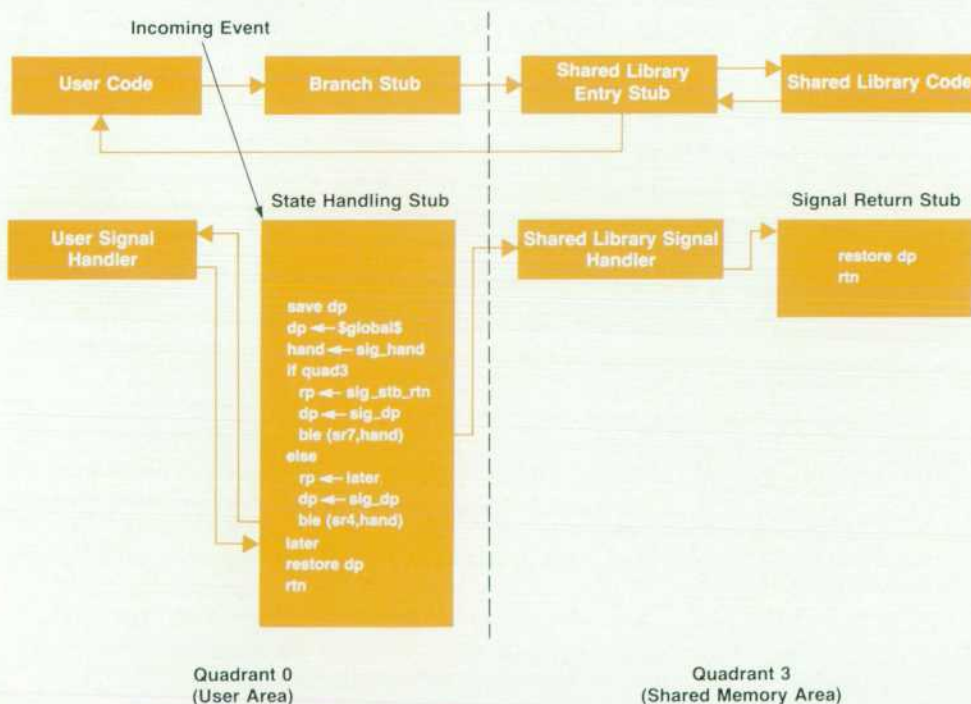 Incoming Event
User Code
Branch Stub
Shared Library
Entry Stub
Shared Library Code
State Handling Stub
Signal Return Stub
User Signal
Handler
save dp
dp ← $global$
hand ← sig_hand
if quad3
rp ← sig_stb_rtn
dp ← sig_dp
ble (sr7,hand)
else
rp ← later
dp ← sig_dp
ble (sr4,hand)
later
restore dp
rtn
Shared Library Signal
Handler
restore dp
rtn
Quadrant 0
(User Area)
Quadrant 3
(Shared Memory Area)